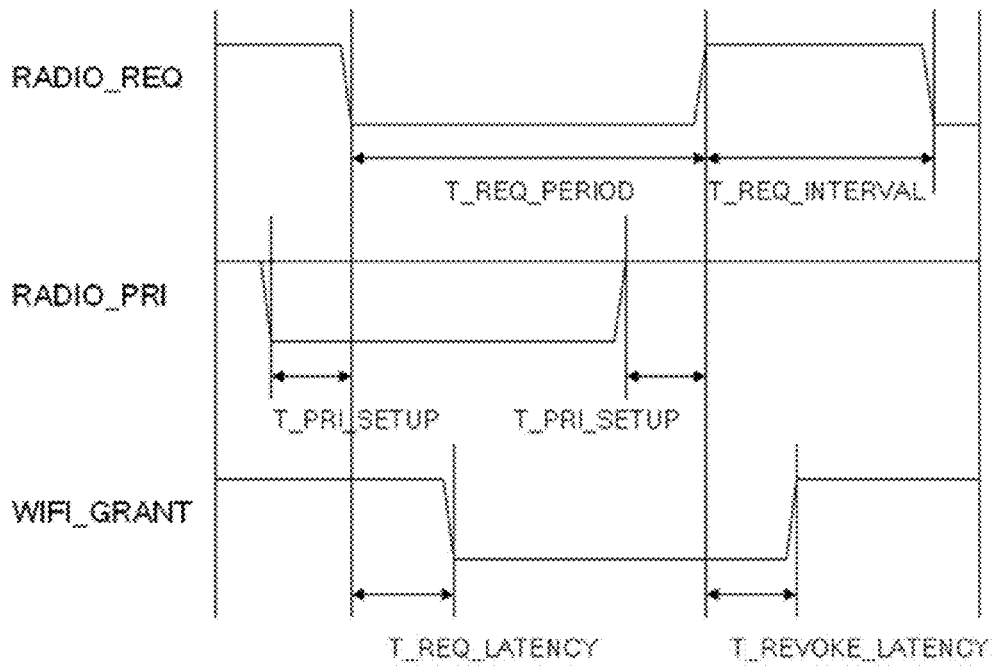 RADIO_REQ
T_REQ_PERIOD T_REQ_INTERVAL
RADIO_PRI
T_PRI_SETUP T_PRI_SETUP
WIFI_GRANT
T_REQ_LATENCY T_REVOKE_LATENCY